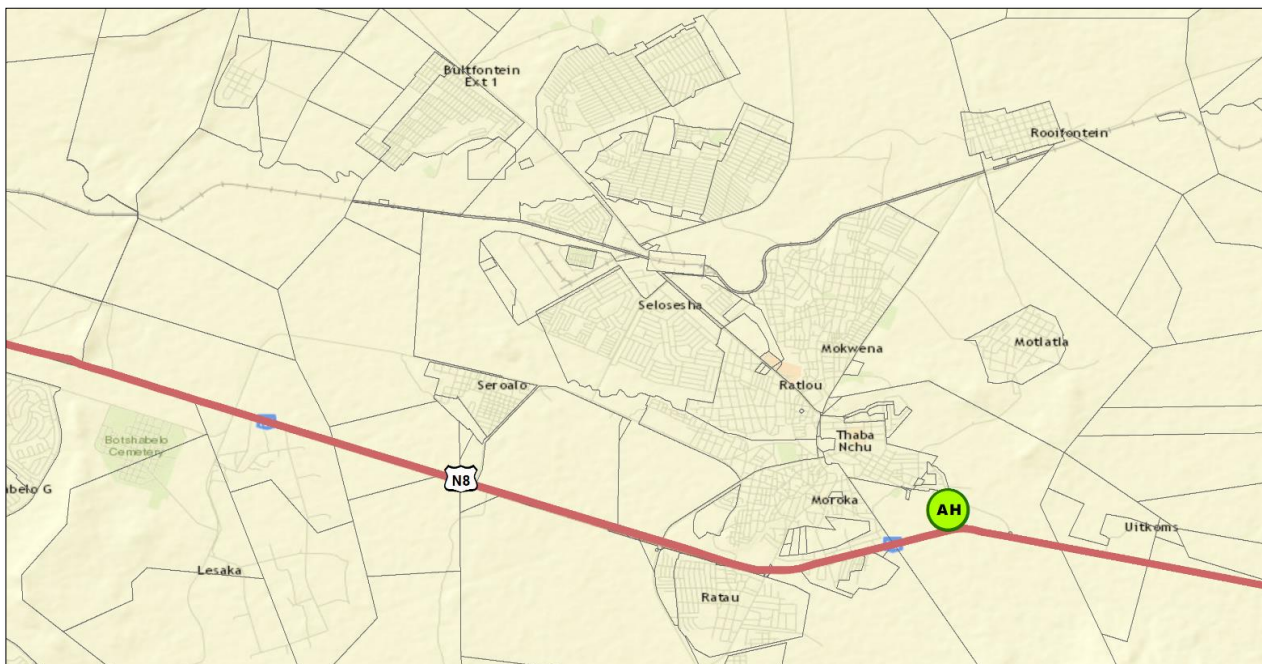 Bultfontein
Ext 1
Rooifontein
Selosesha
Mokwena
Motlatla
Seroalo
Ratlou
Botshabelo
Cemetery
Thaba
Nchu
abelo G
N8
Moroka
AH
Uitkoms
Lesaka
Ratau